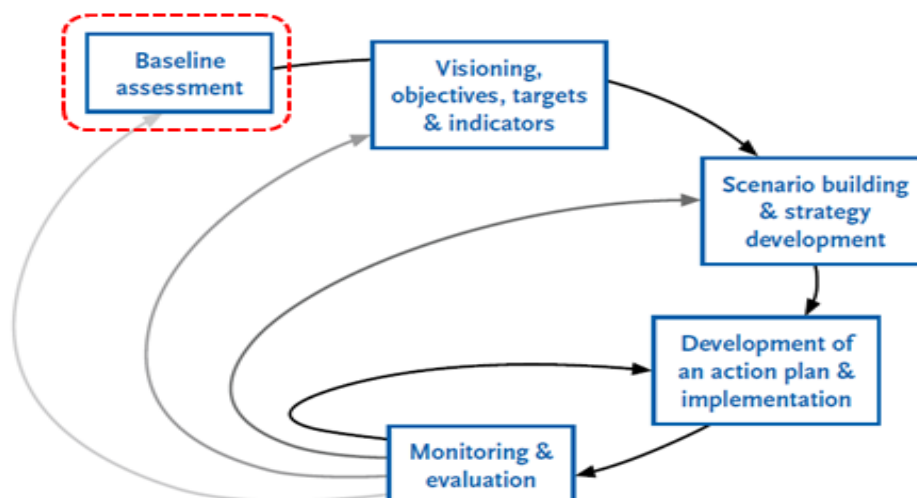 Baseline
assessment
Visioning,
objectives, targets
& indicators
Scenario building
& strategy
development
Development of
an action plan &
implementation
Monitoring &
evaluation